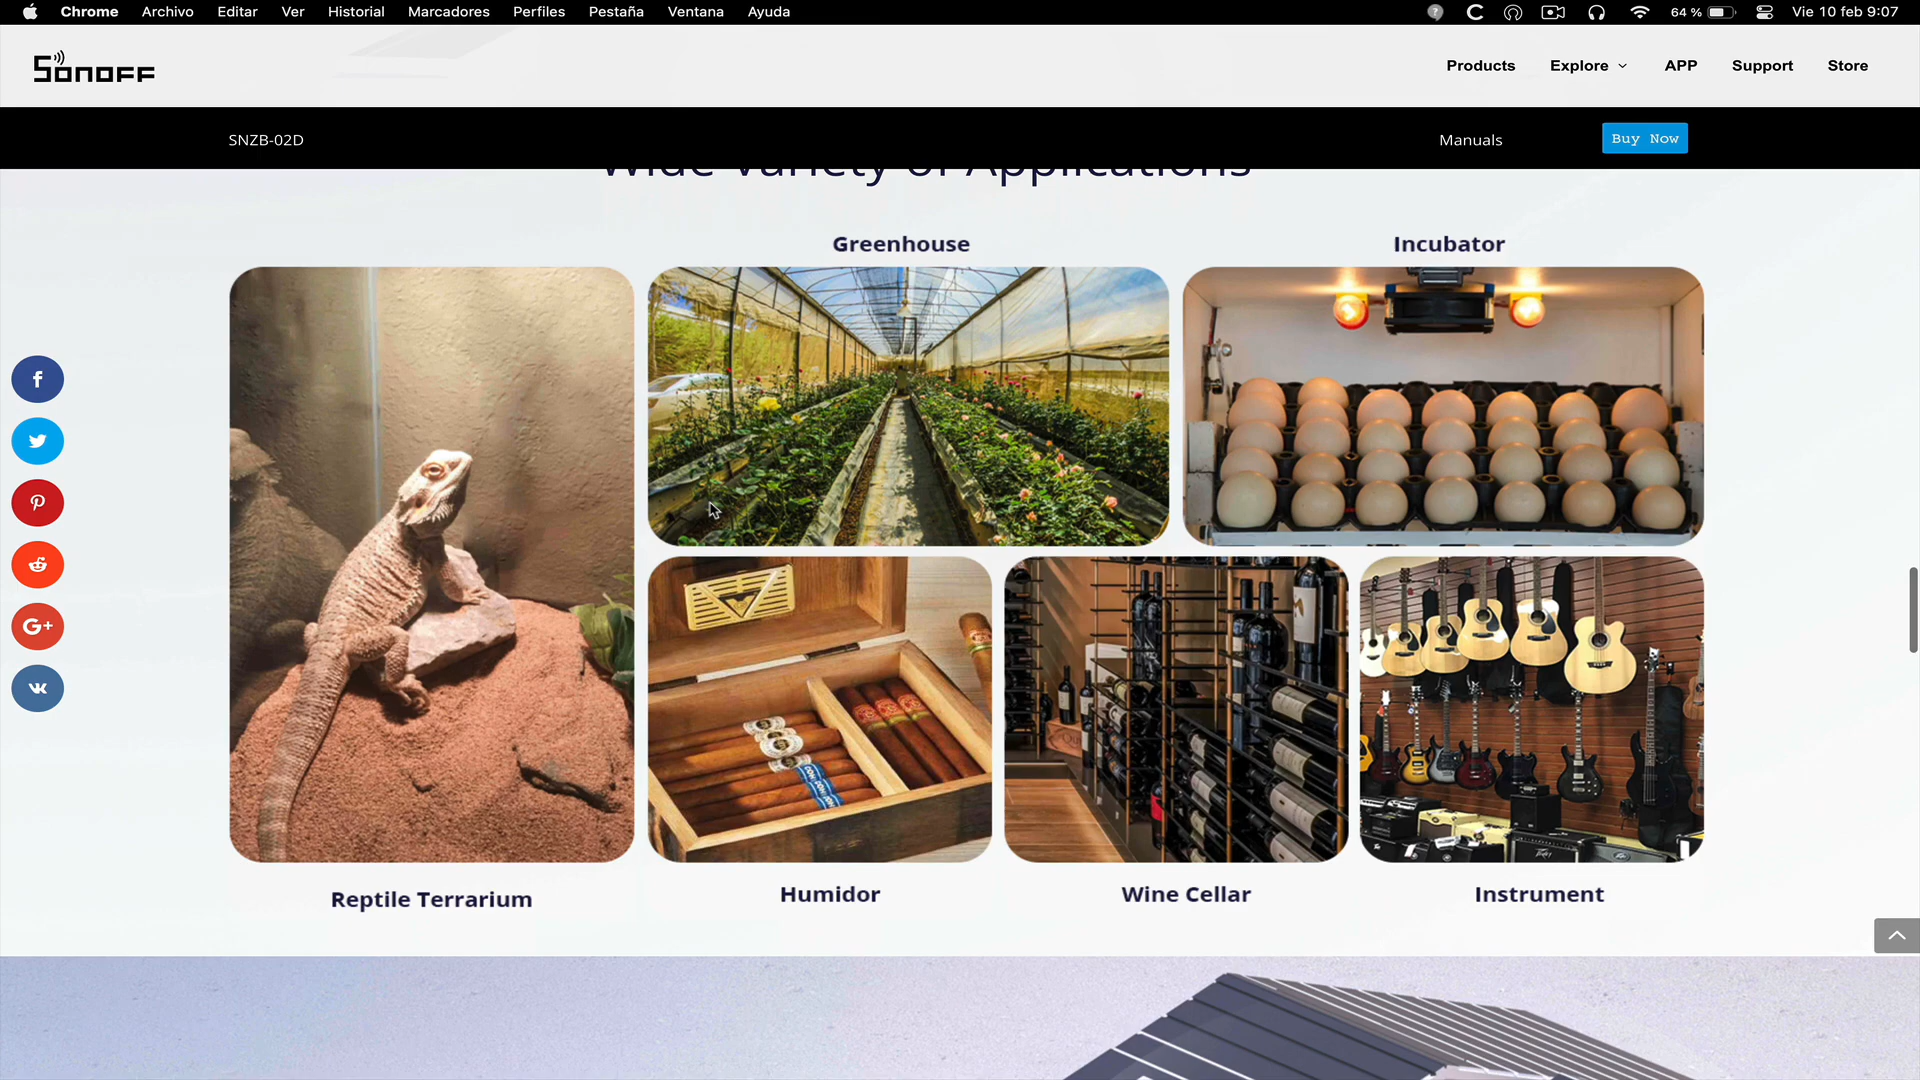 Chrome Archivo Editar Ver Historial Marcadores Perfiles Pestaña Ventana Ayuda 64 % Vie 10 feb 9:07
SONOFF Products Explore APP Support Store
SNZB-02D Manuals Buy Now
Wide Variety of Applications
Greenhouse Incubator
Reptile Terrarium Humidor Wine Cellar Instrument